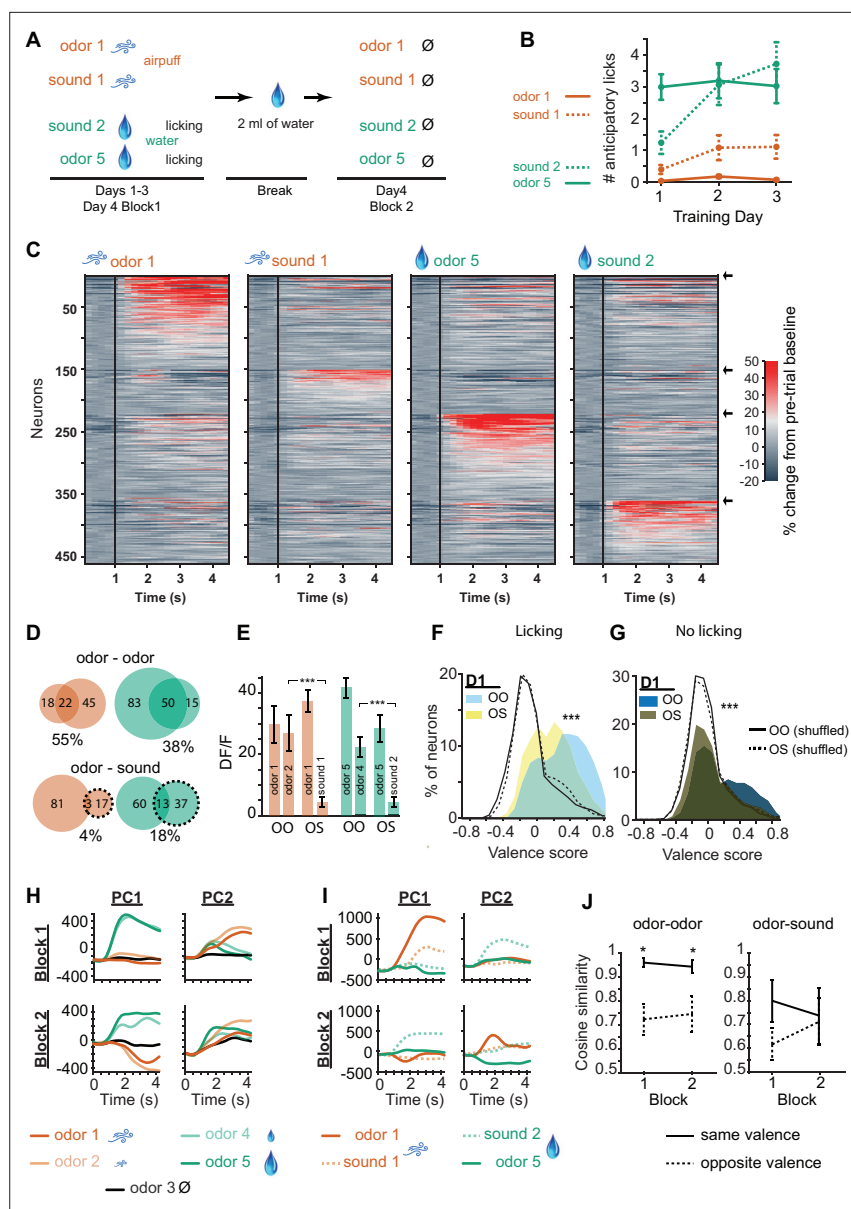 A
odor 1
airpuff
sound 1
sound 2
licking
water
odor 5
licking
Days 1-3
Day 4 Block1
2 ml of water
Break
odor 1 Ø
sound 1 Ø
sound 2 Ø
odor 5 Ø
Day4
Block 2
B
odor 1
sound 1
sound 2
odor 5
# anticipatory licks
4
3
2
1
0
1 2 3
Training Day
C
odor 1
sound 1
odor 5
sound 2
Neurons
50
150
250
350
450
1 2 3 4
1 2 3 4
1 2 3 4
1 2 3 4
Time (s)
Time (s)
Time (s)
Time (s)
50
40
30
20
10
0
-10
-20
% change from pre-trial baseline
D
odor - odor
18 22 45
55%
83 50 15
38%
odor - sound
81 3 17
4%
60 13 37
18%
E
DF/F
40
20
0
***
***
odor 1
odor 2
odor 1
sound 1
odor 5
odor 4
odor 5
sound 2
OO OS OO OS
F
Licking
20
10
0
% of neurons
D1
OO
OS
***
-0.8 -0.4 0 0.4 0.8
Valence score
G
No licking
30
20
10
0
D1
OO
OS
***
OO (shuffled)
OS (shuffled)
-0.8 -0.4 0 0.4 0.8
Valence score
H
PC1 PC2
Block 1
400
0
-400
Block 2
400
0
-400
0 2 4
0 2 4
Time (s)
odor 1
odor 2
odor 4
odor 5
odor 3 Ø
I
PC1 PC2
Block 1
1000
500
0
-500
Block 2
1000
500
0
-500
0 2 4
0 2 4
Time (s)
odor 1
sound 1
sound 2
odor 5
J
odor-odor
odor-sound
Cosine similarity
1
0.9
0.8
0.7
0.6
0.5
* *
1 2
Block
1
0.9
0.8
0.7
0.6
0.5
1 2
Block
same valence
opposite valence